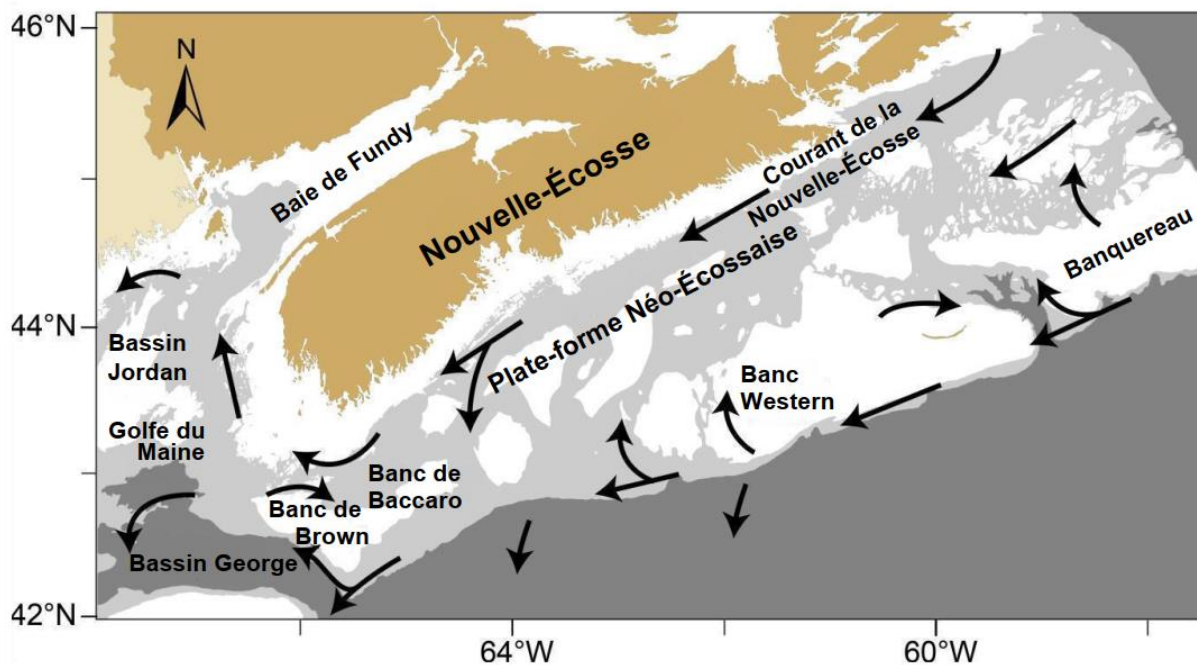 46°N
N
Baie de Fundy
Nouvelle-Écosse
Courant de la
Nouvelle-Écosse
Plate-forme Néo-Écossaise
Banquereau
44°N
Bassin
Jordan
Banc
Western
Golfe du
Maine
Banc de
Baccaro
Banc de
Brown
Bassin George
42°N
64°W
60°W